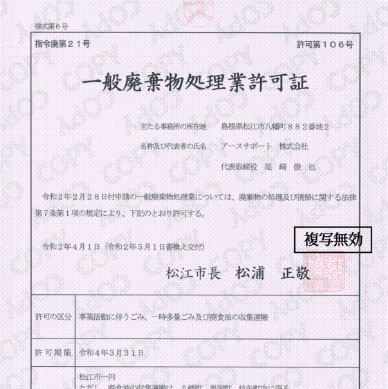 様式第6号
指令廃第21号
許可第106号
一般廃棄物処理業許可証
主たる事務所の所在地 島根県松江市八幡町882番地2
名称及び代表者の氏名 アースサポート 株式会社
代表取締役 尾崎 俊也
令和2年2月28日付申請の一般廃棄物処理業については、廃棄物の処理及び清掃に関する法律
第7条第1項の規定により、下記のとおり許可する。
令和2年4月1日(令和2年5月1日書換え交付)
複写無効
松江市長 松浦 正敬
許可の区分 事業活動に伴うごみ、一時多量ごみ及び廃食油の収集運搬
許可期限 令和4年3月31日
松江市一円
COPY